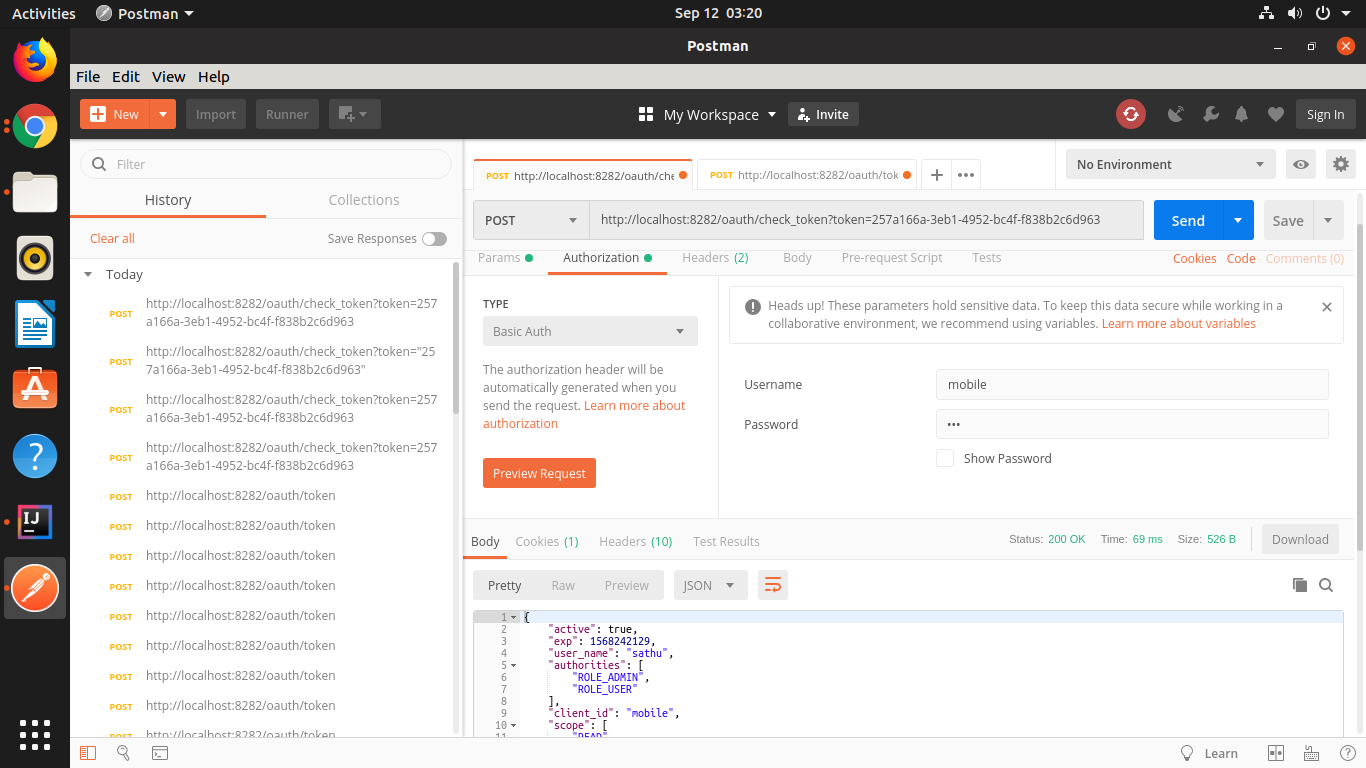 Activities Postman Sep 12 03:20
Postman
File Edit View Help
New Import Runner My Workspace Invite Sign In
Filter
History Collections
Clear all Save Responses
Today
POST http://localhost:8282/oauth/check_token?token=257
a166a-3eb1-4952-bc4f-f838b2c6d963
POST http://localhost:8282/oauth/check_token?token="25
7a166a-3eb1-4952-bc4f-f838b2c6d963"
POST http://localhost:8282/oauth/check_token?token=257
a166a-3eb1-4952-bc4f-f838b2c6d963
POST http://localhost:8282/oauth/check_token?token=257
a166a-3eb1-4952-bc4f-f838b2c6d963
POST http://localhost:8282/oauth/token
POST http://localhost:8282/oauth/token
POST http://localhost:8282/oauth/token
POST http://localhost:8282/oauth/token
POST http://localhost:8282/oauth/token
POST http://localhost:8282/oauth/token
POST http://localhost:8282/oauth/token
POST http://localhost:8282/oauth/token
POST http://localhost:8282/oauth/token
POST http://localhost:8282/oauth/che POST http://localhost:8282/oauth/tok + ••• No Environment
POST http://localhost:8282/oauth/check_token?token=257a166a-3eb1-4952-bc4f-f838b2c6d963 Send Save
Params Authorization Headers (2) Body Pre-request Script Tests Cookies Code Comments (0)
TYPE
Basic Auth
The authorization header will be
automatically generated when you
send the request. Learn more about
authorization
Preview Request
Heads up! These parameters hold sensitive data. To keep this data secure while working in a
collaborative environment, we recommend using variables. Learn more about variables
Username mobile
Password •••
Show Password
Body Cookies (1) Headers (10) Test Results Status: 200 OK Time: 69 ms Size: 526 B Download
Pretty Raw Preview JSON
1 {
2 "active": true,
3 "exp": 1568242129,
4 "user_name": "sathu",
5 "authorities": [
6 "ROLE_ADMIN",
7 "ROLE_USER"
8 ],
9 "client_id": "mobile",
10 "scope": [
11 "READ"
IJ
Learn